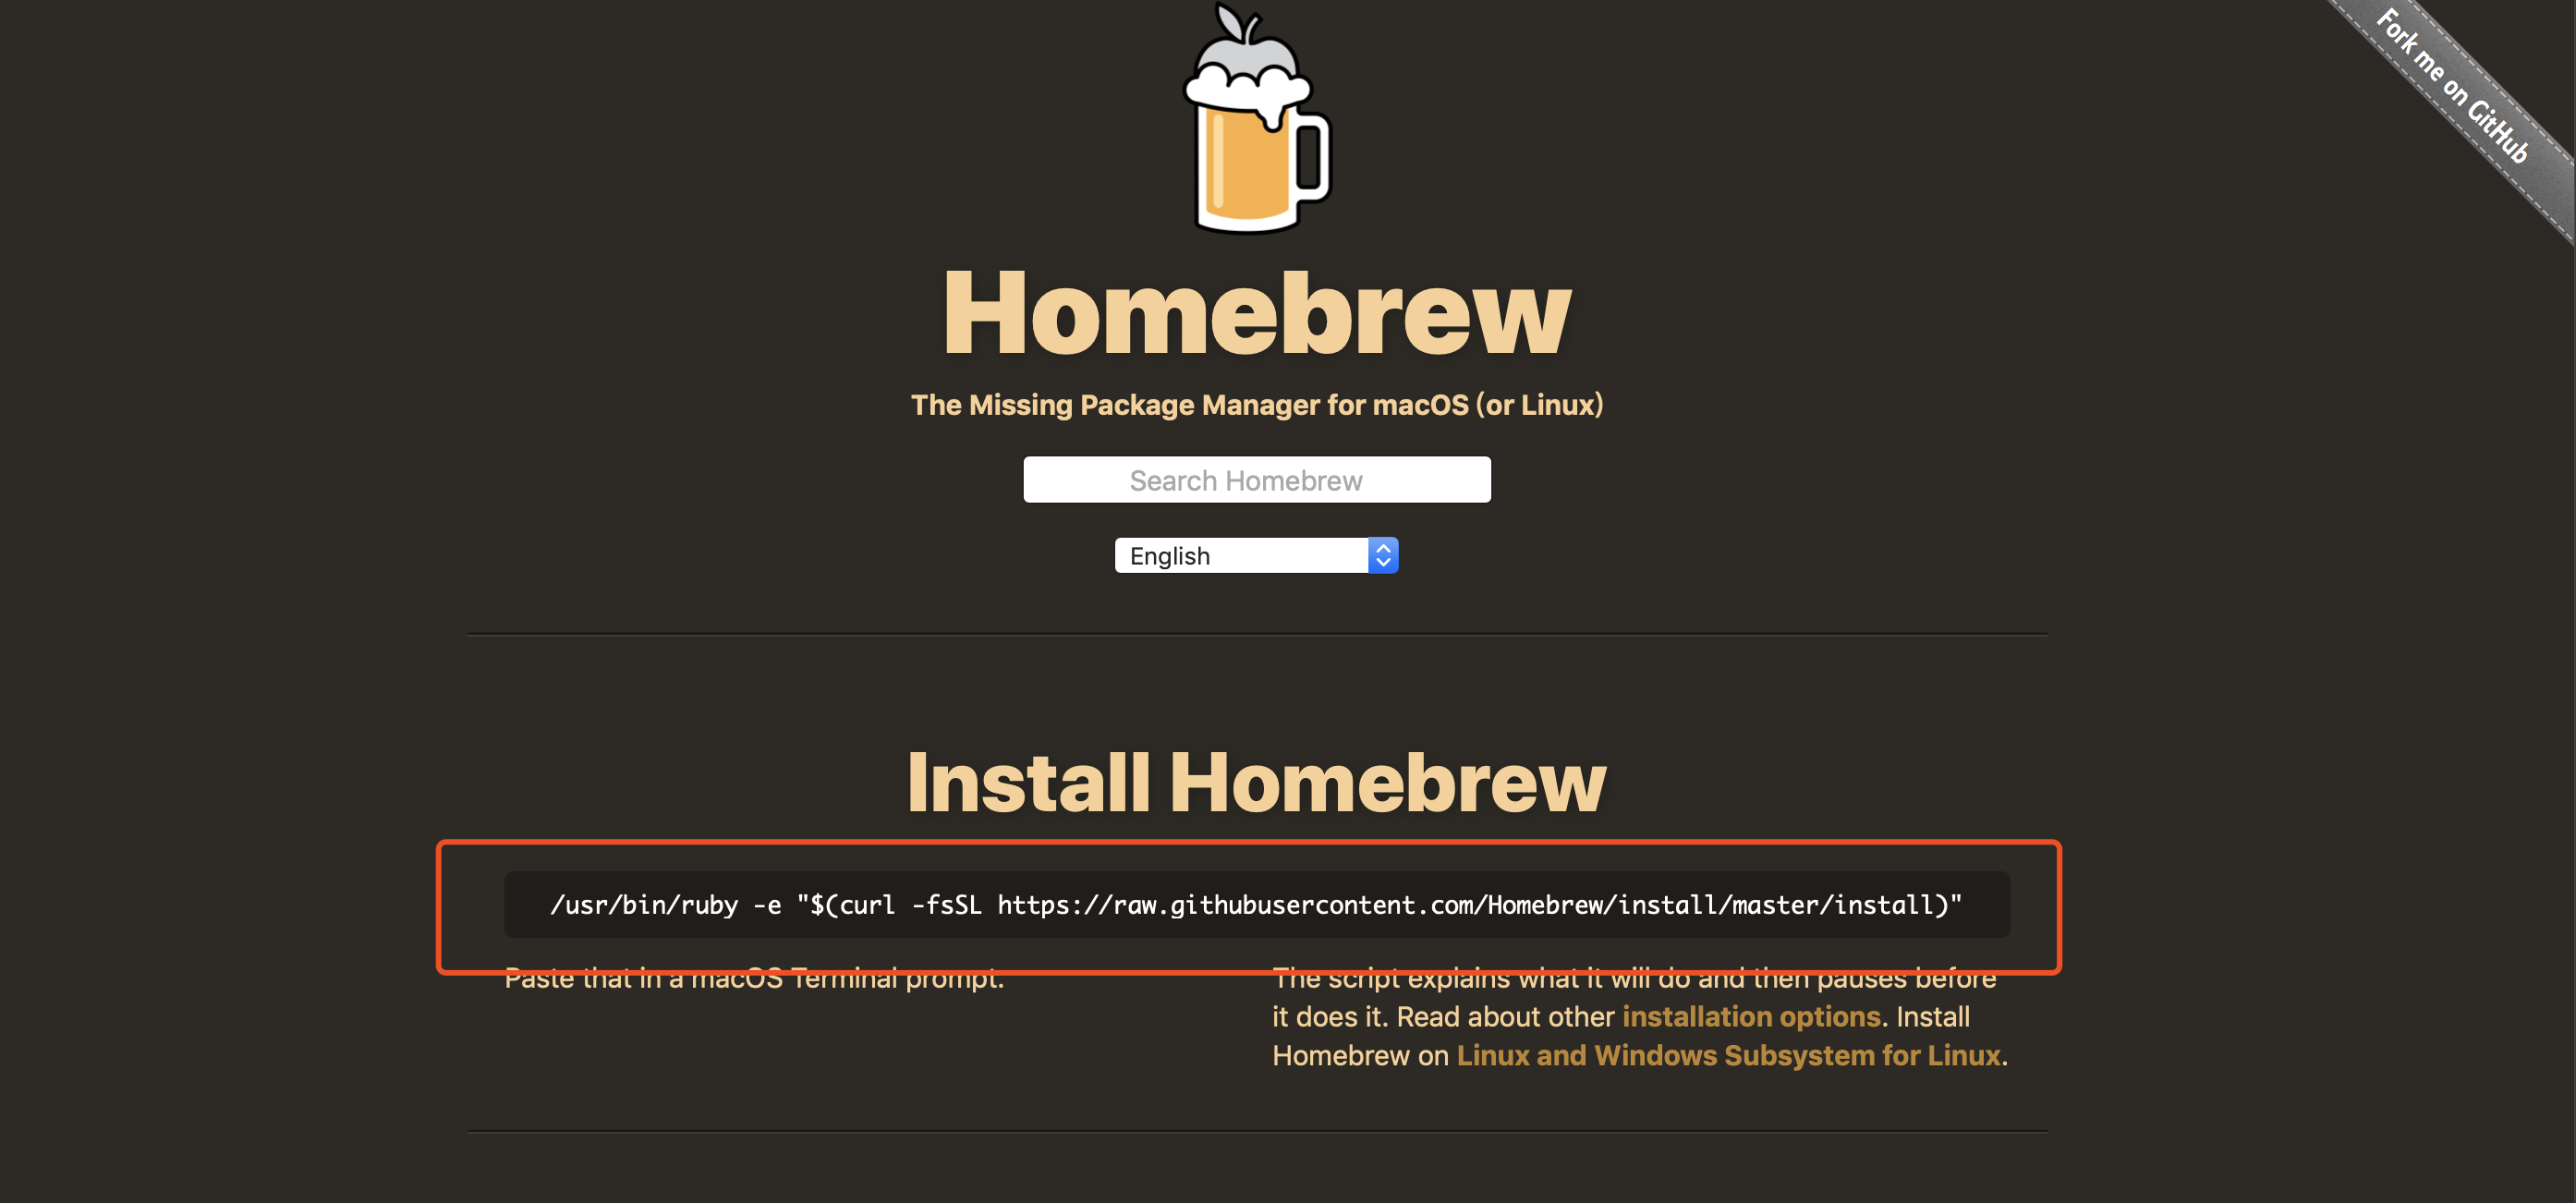 Fork me on GitHub
Homebrew
The Missing Package Manager for macOS (or Linux)
Search Homebrew
English
Install Homebrew
/usr/bin/ruby -e "$(curl -fsSL https://raw.githubusercontent.com/Homebrew/install/master/install)"
Paste that in a macOS Terminal prompt.
The script explains what it will do and then pauses before
it does it. Read about other installation options. Install
Homebrew on Linux and Windows Subsystem for Linux.